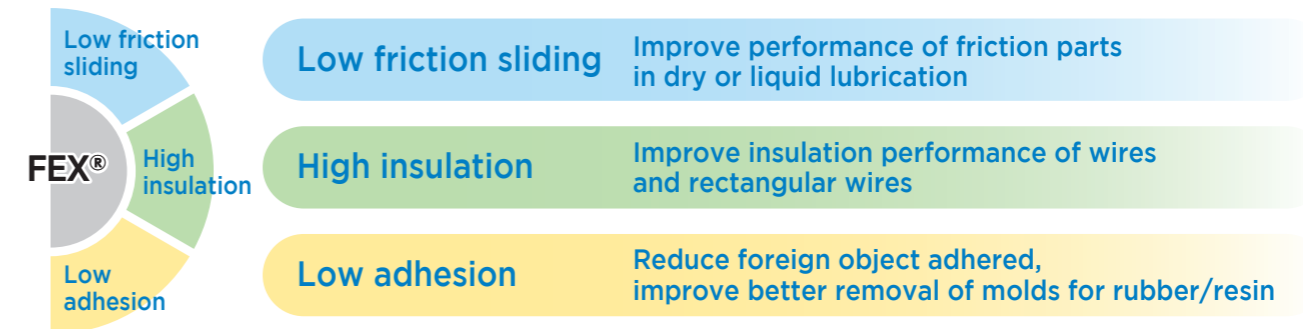 Low friction
sliding
FEX®
High
insulation
Low
adhesion
Low friction sliding
Improve performance of friction parts
in dry or liquid lubrication
High insulation
Improve insulation performance of wires
and rectangular wires
Low adhesion
Reduce foreign object adhered,
improve better removal of molds for rubber/resin